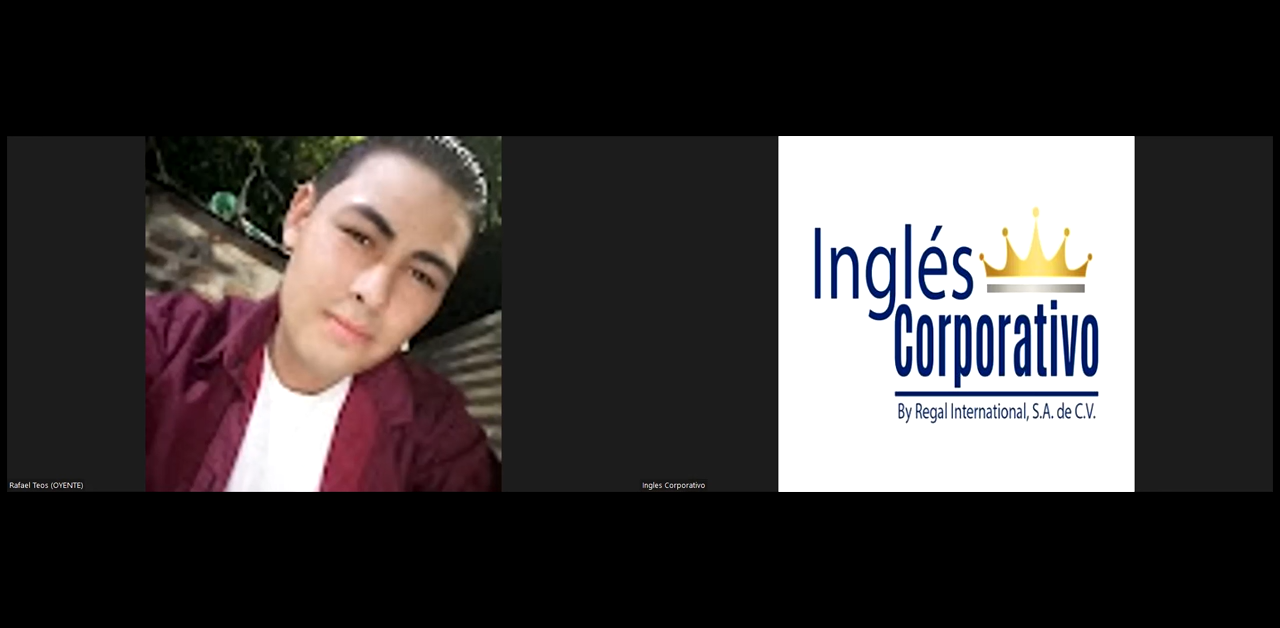 Inglés
Corporativo
By Regal International, S.A. de C.V.
Rafael Teos (OYENTE)
Ingles Corporativo